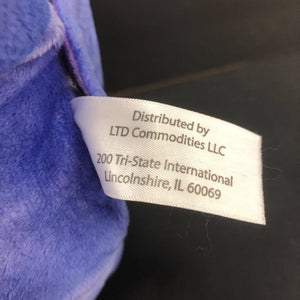 Distributed by
LTD Commodities LLC
200 Tri-State International
Lincolnshire, IL 60069